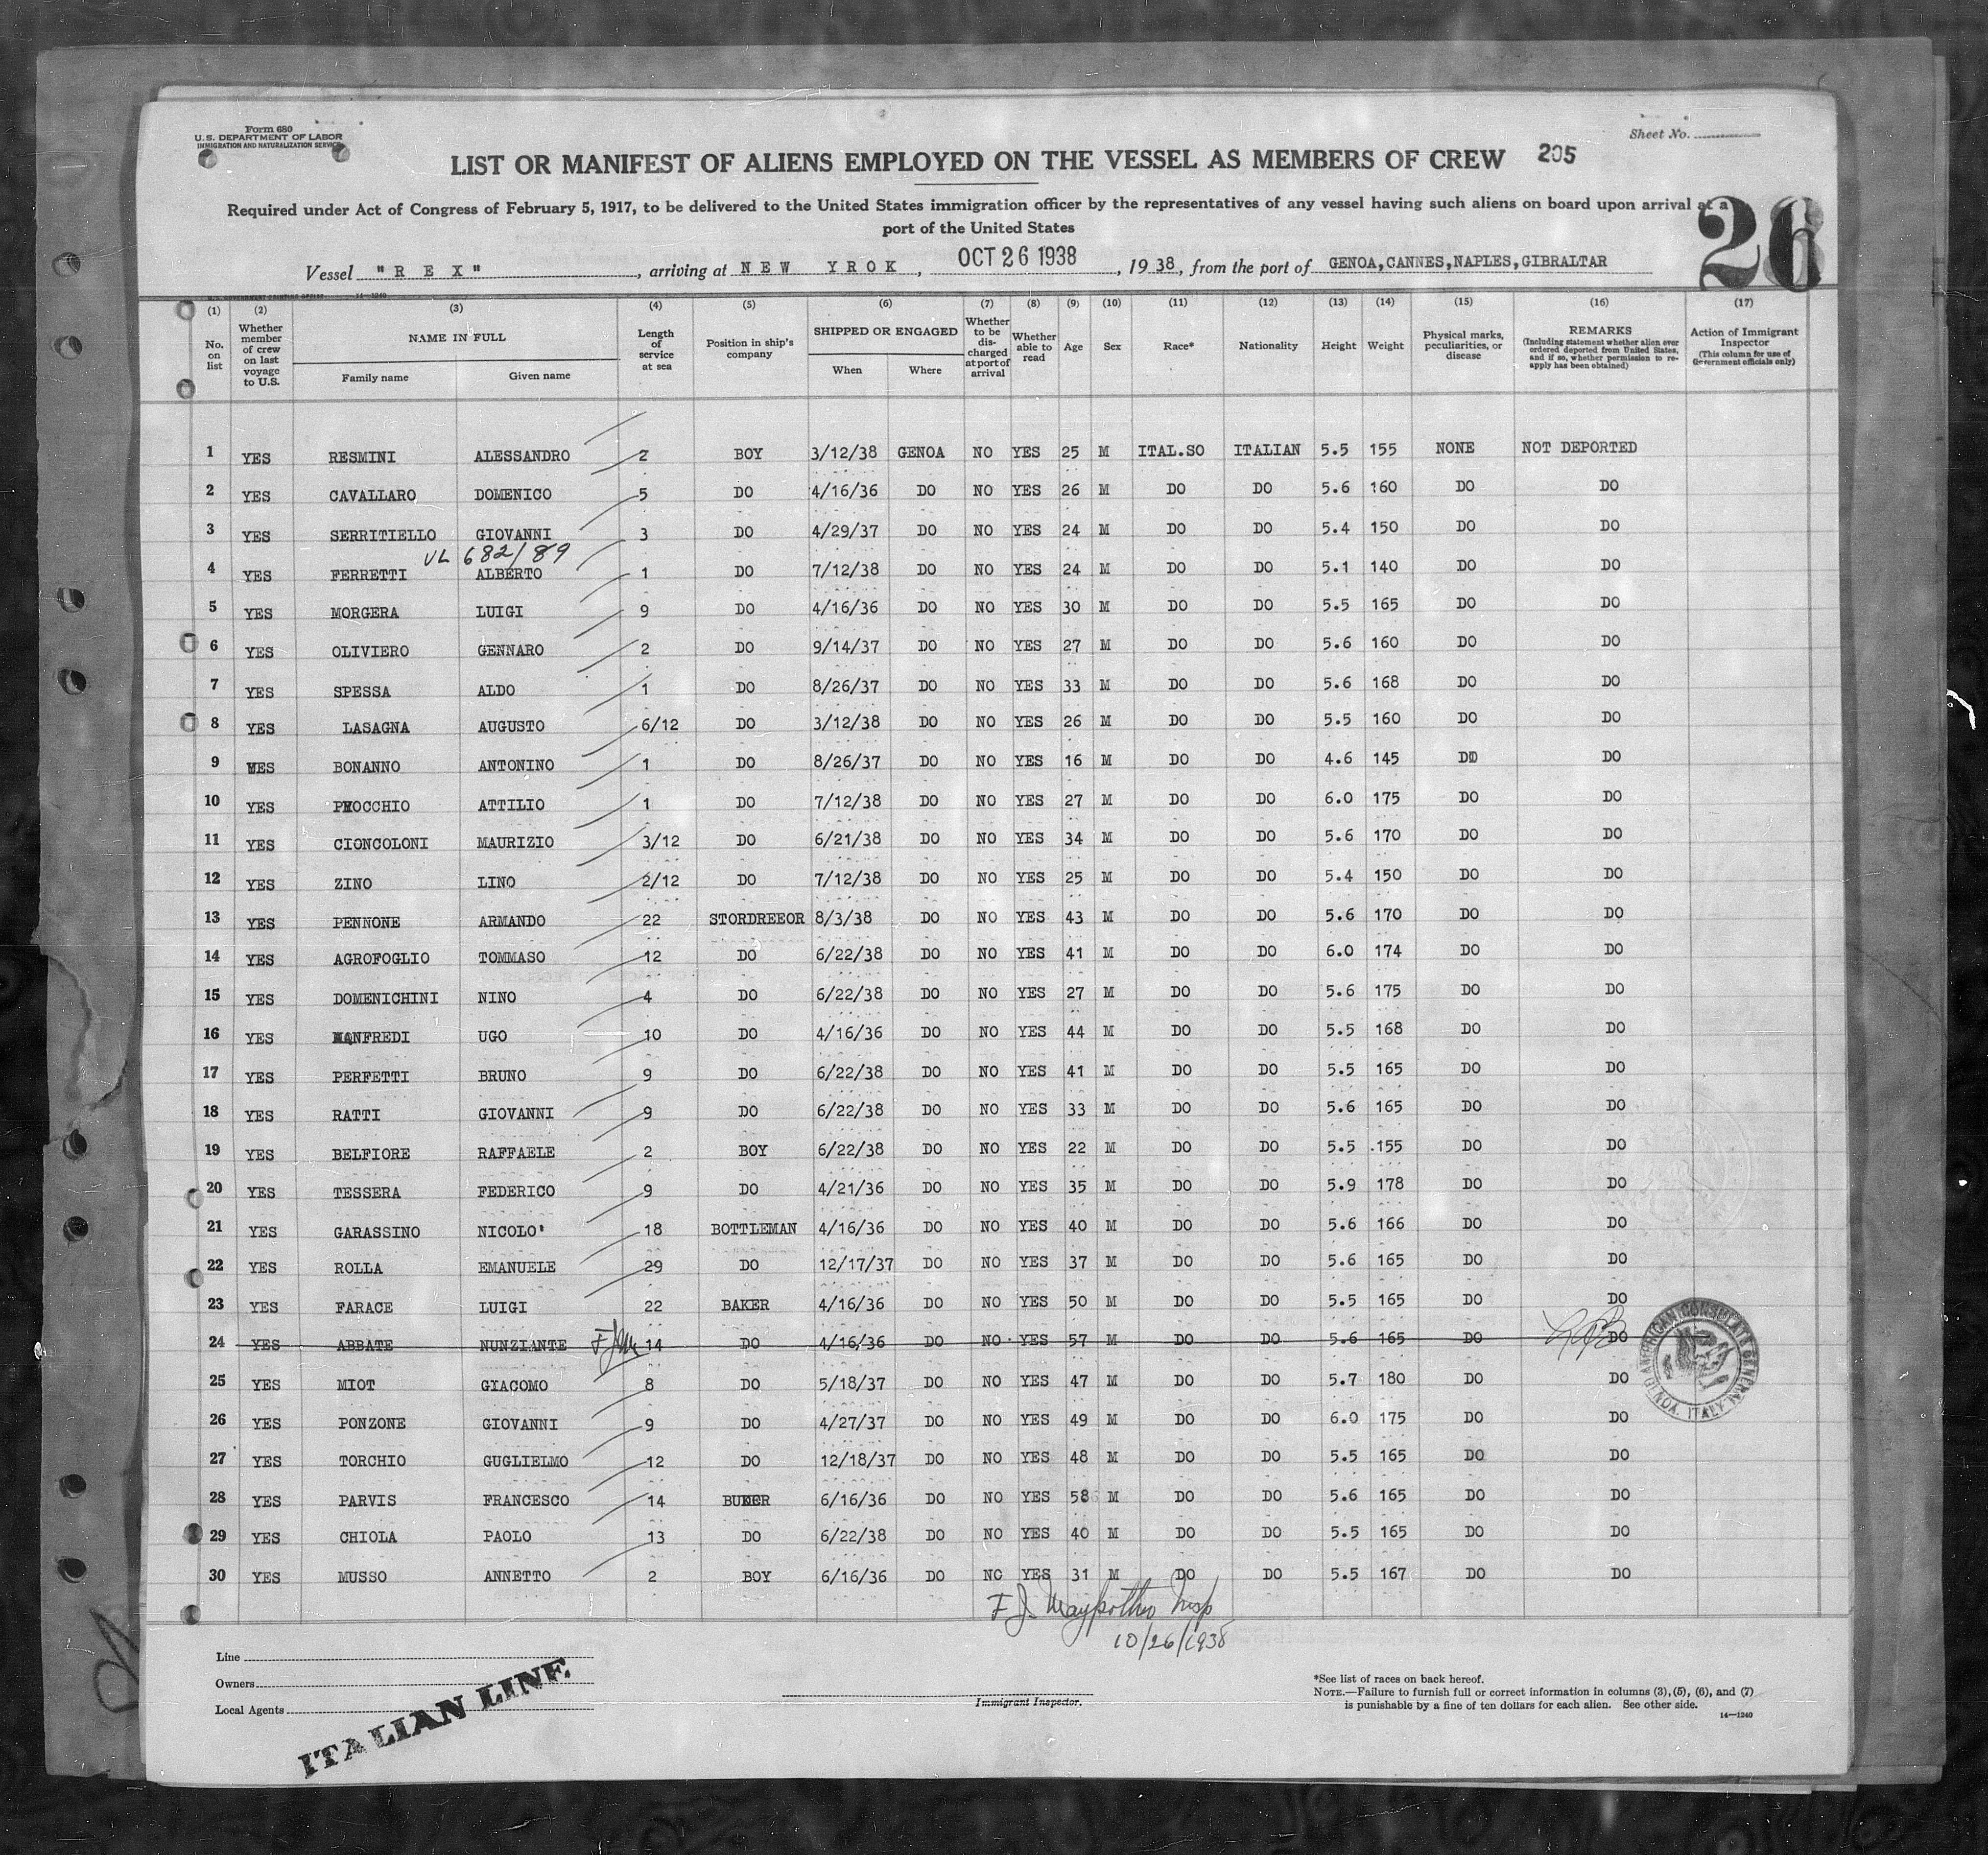 Form 680
U.S. DEPARTMENT OF LABOR
IMMIGRATION AND NATURALIZATION SERVICE
Sheet No.
LIST OR MANIFEST OF ALIENS EMPLOYED ON THE VESSEL AS MEMBERS OF CREW 205
Required under Act of Congress of February 5, 1917, to be delivered to the United States immigration officer by the representatives of any vessel having such aliens on board upon arrival at a
port of the United States
26
Vessel "R E X", arriving at NEW YROK, OCT 26 1938, 1938, from the port of GENOA,CANNES,NAPLES,GIBRALTAR
14-1240
(1) (2) (3) (4) (5) (6) (7) (8) (9) (10) (11) (12) (13) (14) (15) (16) (17)
No. on list Whether member of crew on last voyage to U.S. NAME IN FULL Family name Given name Length of service at sea Position in ship's company SHIPPED OR ENGAGED When Where Whether to be discharged at port of arrival Whether able to read Age Sex Race* Nationality Height Weight Physical marks, peculiarities, or disease REMARKS (Including statement whether alien ever ordered deported from United States, and if so, whether permission to reapply has been obtained) Action of Immigrant Inspector (This column for use of Government officials only)
1 YES RESMINI ALESSANDRO 2 BOY 3/12/38 GENOA NO YES 25 M ITAL.SO ITALIAN 5.5 155 NONE NOT DEPORTED
2 YES CAVALLARO DOMENICO 5 DO 4/16/36 DO NO YES 26 M DO DO 5.6 160 DO DO
3 YES SERRITIELLO GIOVANNI 3 DO 4/29/37 DO NO YES 24 M DO DO 5.4 150 DO DO
VL 682/89
4 YES FERRETTI ALBERTO 1 DO 7/12/38 DO NO YES 24 M DO DO 5.1 140 DO DO
5 YES MORGERA LUIGI 9 DO 4/16/36 DO NO YES 30 M DO DO 5.5 165 DO DO
6 YES OLIVIERO GENNARO 2 DO 9/14/37 DO NO YES 27 M DO DO 5.6 160 DO DO
7 YES SPESSA ALDO 1 DO 8/26/37 DO NO YES 33 M DO DO 5.6 168 DO DO
8 YES LASAGNA AUGUSTO 6/12 DO 3/12/38 DO NO YES 26 M DO DO 5.5 160 DO DO
9 YES BONANNO ANTONINO 1 DO 8/26/37 DO NO YES 16 M DO DO 4.6 145 DO DO
10 YES ATTILIO 1 DO 7/12/38 DO NO YES 27 M DO DO 6.0 175 DO DO
11 YES CIONCOLONI MAURIZIO 3/12 DO 6/21/38 DO NO YES 34 M DO DO 5.6 170 DO DO
12 YES ZINO LINO 2/12 DO 7/12/38 DO NO YES 25 M DO DO 5.4 150 DO DO
13 YES PENNONE ARMANDO 22 STORDREEOR 8/3/38 DO NO YES 43 M DO DO 5.6 170 DO DO
14 YES AGROFOGLIO TOMMASO 12 DO 6/22/38 DO NO YES 41 M DO DO 6.0 174 DO DO
15 YES DOMENICHINI NINO 4 DO 6/22/38 DO NO YES 27 M DO DO 5.6 175 DO DO
16 YES MANFREDI UGO 10 DO 4/16/36 DO NO YES 44 M DO DO 5.5 168 DO DO
17 YES PERFETTI BRUNO 9 DO 6/22/38 DO NO YES 41 M DO DO 5.5 165 DO DO
18 YES RATTI GIOVANNI 9 DO 6/22/38 DO NO YES 33 M DO DO 5.6 165 DO DO
19 YES BELFIORE RAFFAELE 2 BOY 6/22/38 DO NO YES 22 M DO DO 5.5 .155 DO DO
20 YES TESSERA FEDERICO 9 DO 4/21/36 DO NO YES 35 M DO DO 5.9 178 DO DO
21 YES GARASSINO NICOLO' 18 BOTTLEMAN 4/16/36 DO NO YES 40 M DO DO 5.6 166 DO DO
22 YES ROLLA EMANUELE 29 DO 12/17/37 DO NO YES 37 M DO DO 5.6 165 DO DO
23 YES FARACE LUIGI 22 BAKER 4/16/36 DO NO YES 50 M DO DO 5.5 165 DO DO
24 YES ABBATE NUNZIANTE 14 DO 4/16/36 DO NO YES 57 M DO DO 5.6 165 DO DO
25 YES MIOT GIACOMO 8 DO 5/18/37 DO NO YES 47 M DO DO 5.7 180 DO DO
26 YES PONZONE GIOVANNI 9 DO 4/27/37 DO NO YES 49 M DO DO 6.0 175 DO DO
27 YES TORCHIO GUGLIELMO 12 DO 12/18/37 DO NO YES 48 M DO DO 5.5 165 DO DO
28 YES PARVIS FRANCESCO 14 6/16/36 DO NO YES 58 M DO DO 5.6 165 DO DO
29 YES CHIOLA PAOLO 13 DO 6/22/38 DO NO YES 40 M DO DO 5.5 165 DO DO
30 YES MUSSO ANNETTO 2 BOY 6/16/36 DO NO YES 31 M DO DO 5.5 167 DO DO
AMERICAN CONSULATE GENERAL
GENOA, ITALY
F J Insp
10/26/1938
Line
Owners
Local Agents
ITALIAN LINE
Immigrant Inspector.
*See list of races on back hereof.
NOTE.—Failure to furnish full or correct information in columns (3), (5), (6), and (7)
is punishable by a fine of ten dollars for each alien. See other side.
14—1240